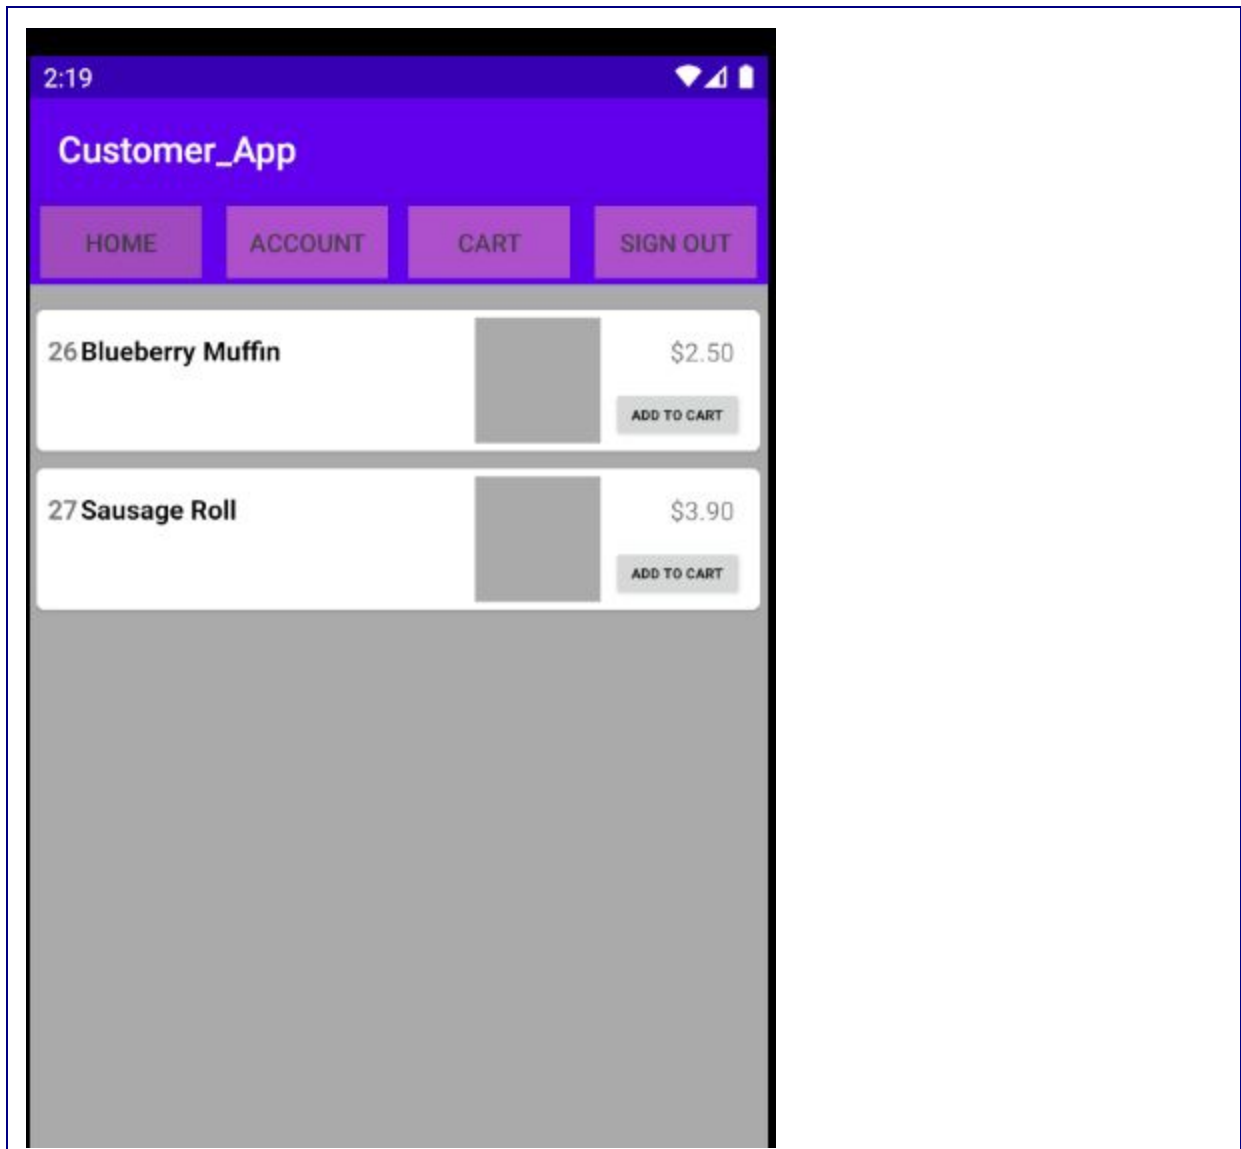 2:19
Customer_App
HOME ACCOUNT CART SIGN OUT
26 Blueberry Muffin $2.50
ADD TO CART
27 Sausage Roll $3.90
ADD TO CART